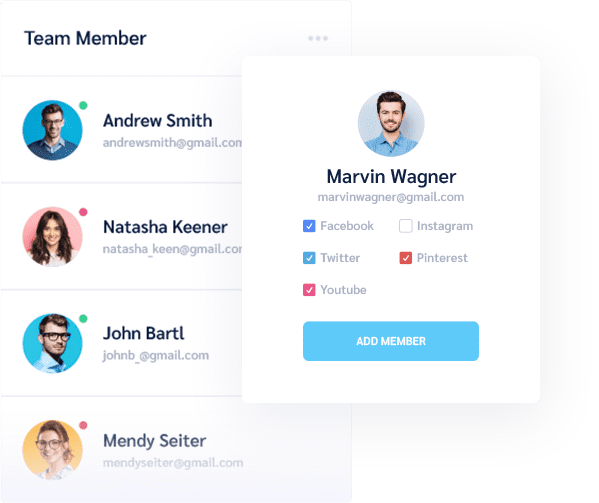 Team Member
Andrew Smith
andrewsmith@gmail.com
Natasha Keener
natasha_keen@gmail.com
John Bartl
johnb_@gmail.com
Mendy Seiter
mendyseiter@gmail.com
Marvin Wagner
marvinwagner@gmail.com
Facebook
Instagram
Twitter
Pinterest
Youtube
ADD MEMBER